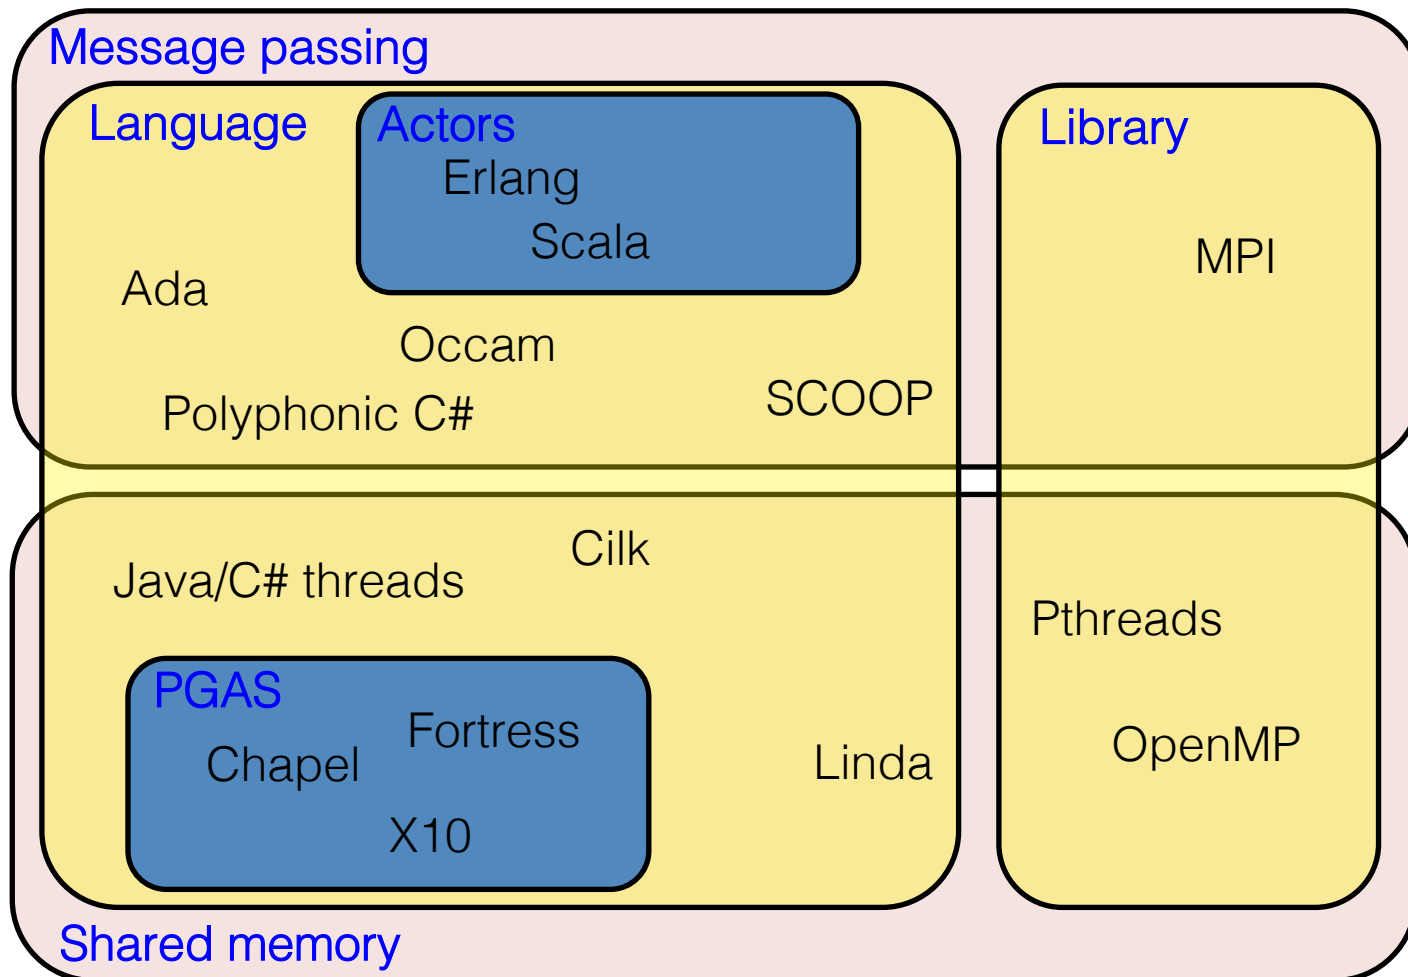 Message passing
Language
Actors
Erlang
Scala
Ada
Occam
Polyphonic C#
SCOOP
Library
MPI
Cilk
Java/C# threads
PGAS
Fortress
Chapel
X10
Linda
Pthreads
OpenMP
Shared memory